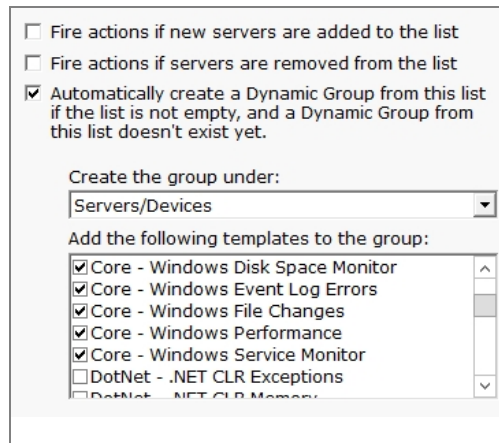 Fire actions if new servers are added to the list
Fire actions if servers are removed from the list
Automatically create a Dynamic Group from this list
if the list is not empty, and a Dynamic Group from
this list doesn't exist yet.
Create the group under:
Servers/Devices
Add the following templates to the group:
Core - Windows Disk Space Monitor
Core - Windows Event Log Errors
Core - Windows File Changes
Core - Windows Performance
Core - Windows Service Monitor
DotNet - .NET CLR Exceptions
DotNet - .NET CLR Memory